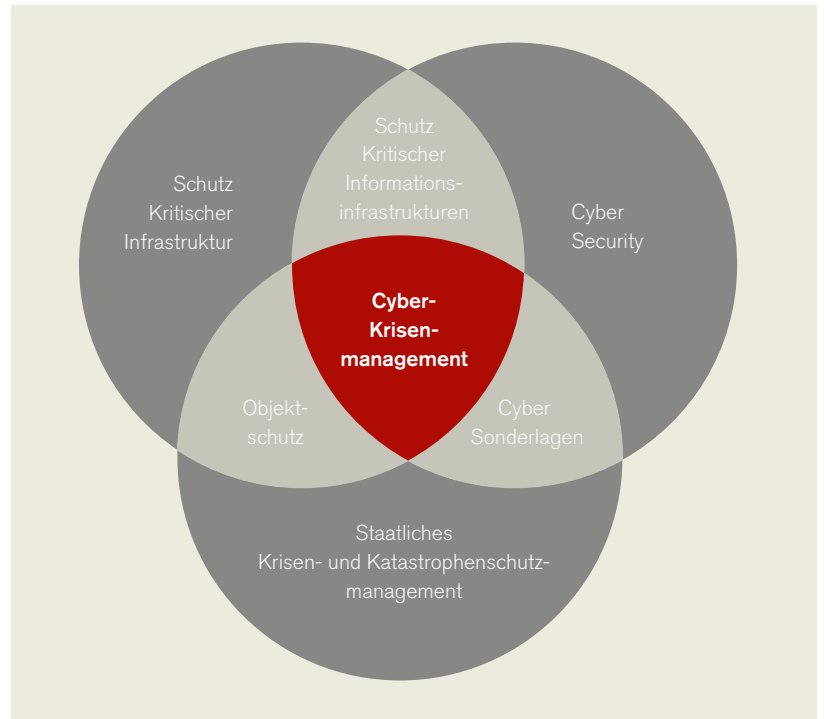 Schutz
Kritischer
Informations-
infrastrukturen
Schutz
Kritischer
Infrastruktur
Cyber
Security
Cyber-
Krisen-
management
Objekt-
schutz
Cyber
Sonderlagen
Staatliches
Krisen- und Katastrophenschutz-
management